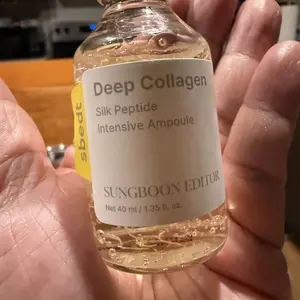 Deep Collagen
Silk Peptide
Intensive Ampoule
SUNGBOON EDITOR
Net 40 ml / 1.35 fl. oz.